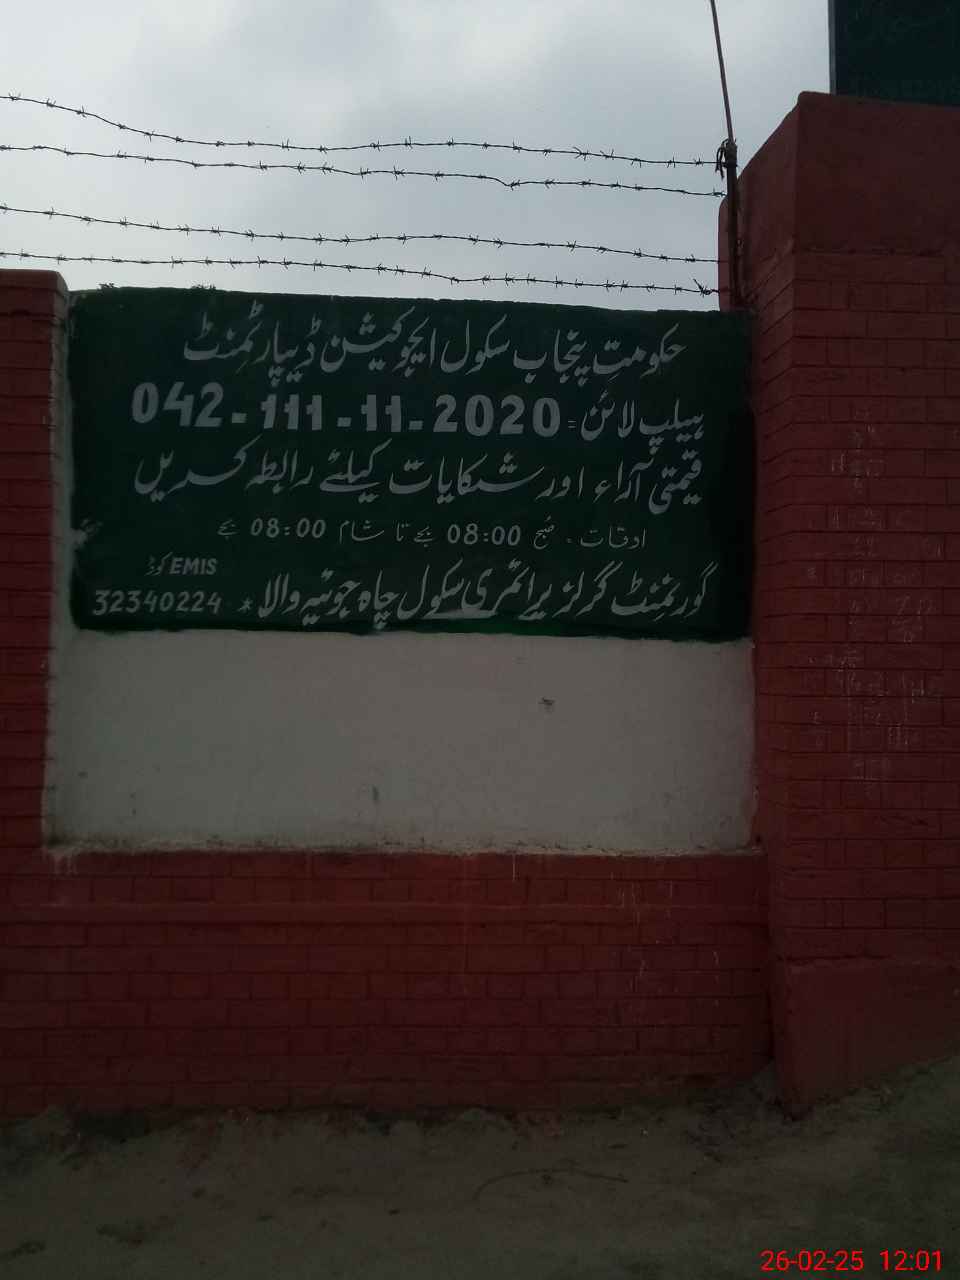 حکومتِ پنجاب سکول ایجوکیشن ڈیپارٹمنٹ
ہیلپ لائن = 042-111-11-2020
قیمتی آراء اور شکایات کیلئے رابطہ کریں
اوقات ۔ صُبح 08:00 بجے تا شام 08:00 بجے
EMIS کوڈ
گورنمنٹ گرلز پرائمری سکول چاہ جوئیہ والا * 32340224
26-02-25 12:01